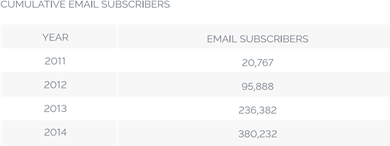 CUMULATIVE EMAIL SUBSCRIBERS
YEAR EMAIL SUBSCRIBERS
2011 20,767
2012 95,888
2013 236,382
2014 380,232